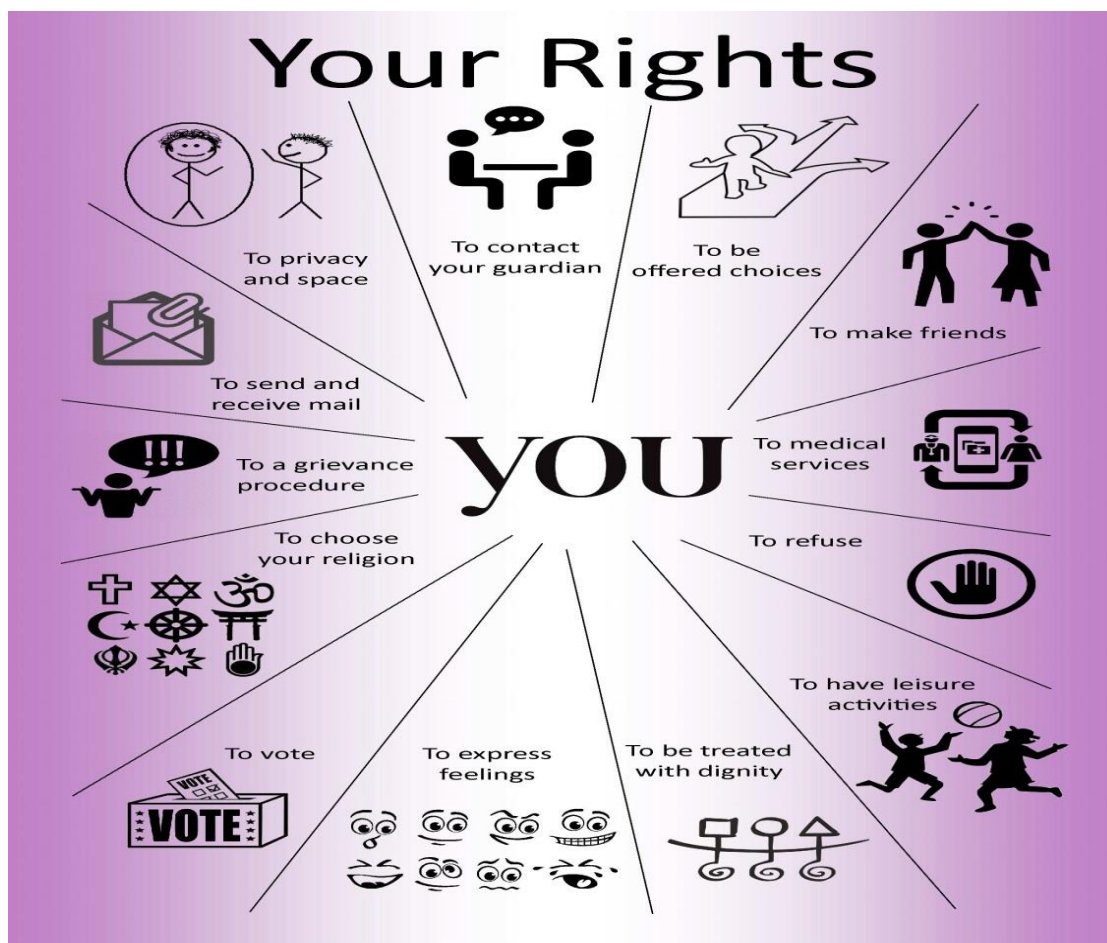 Your Rights
To privacy
and space
To contact
your guardian
To be
offered choices
To make friends
To send and
receive mail
To a grievance
procedure
To choose
your religion
you
To medical
services
To refuse
To have leisure
activities
To vote
VOTE
VOTE
To express
feelings
To be treated
with dignity
!!!